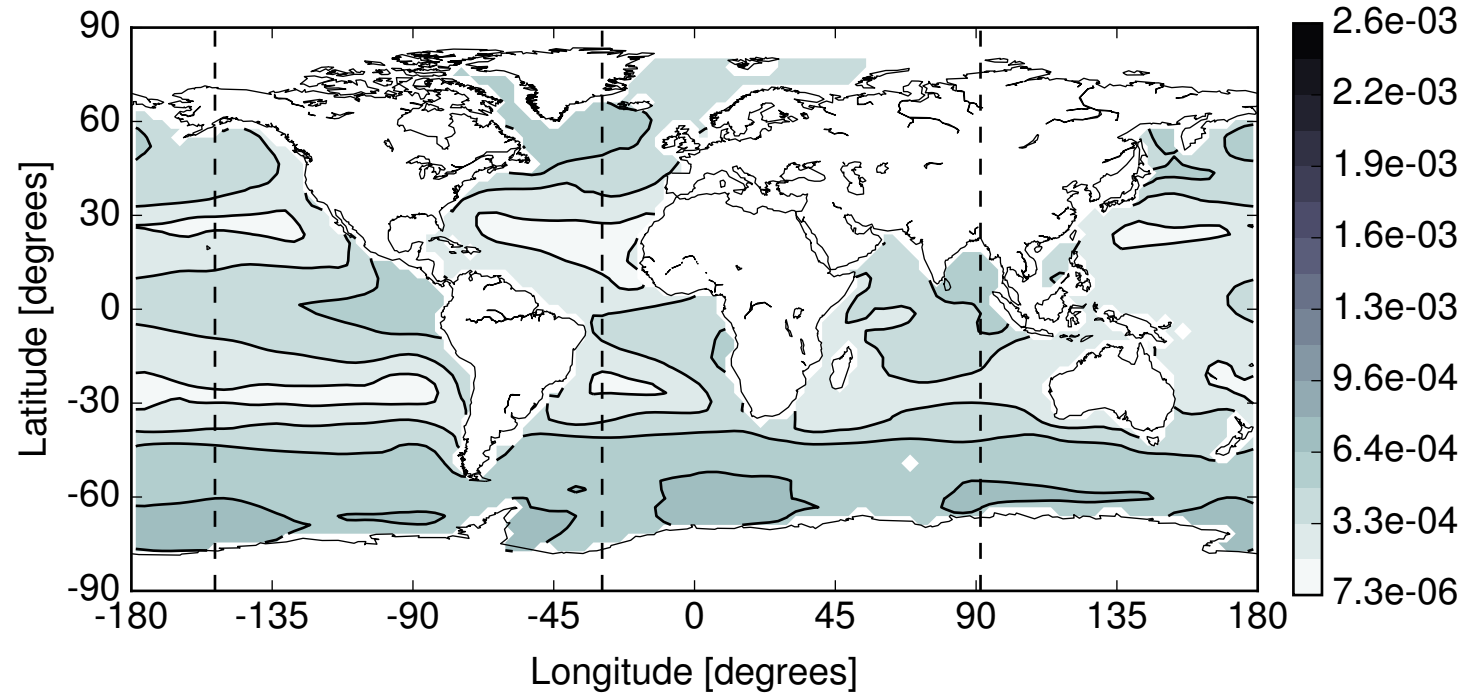 90
60
30
0
-30
-60
-90
Latitude [degrees]
-180 -135 -90 -45 0 45 90 135 180
Longitude [degrees]
2.6e-03
2.2e-03
1.9e-03
1.6e-03
1.3e-03
9.6e-04
6.4e-04
3.3e-04
7.3e-06